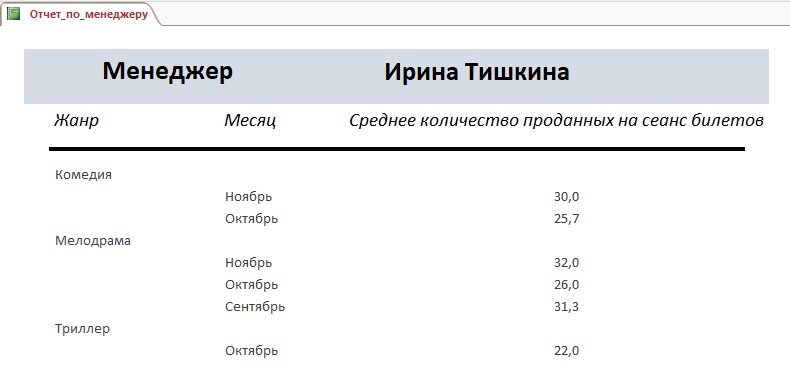 Отчет_по_менеджеру
Менеджер Ирина Тишкина
Жанр Месяц Среднее количество проданных на сеанс билетов
Комедия
Ноябрь 30,0
Октябрь 25,7
Мелодрама
Ноябрь 32,0
Октябрь 26,0
Сентябрь 31,3
Триллер
Октябрь 22,0